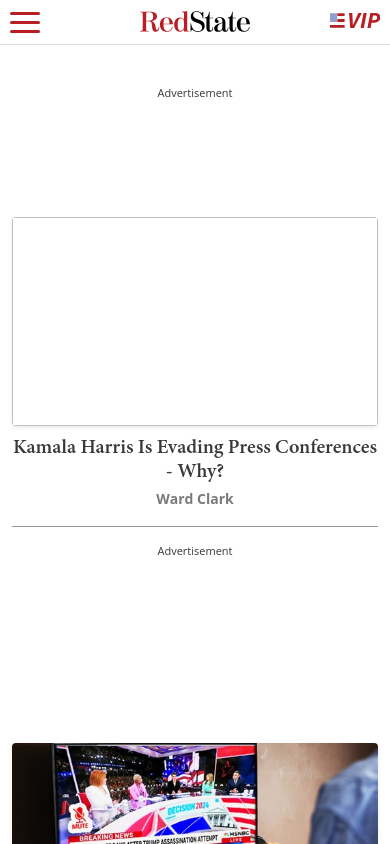 RedState
VIP
Advertisement
Kamala Harris Is Evading Press Conferences
- Why?
Ward Clark
Advertisement
DECISION 2024
MUTE
BREAKING NEWS
AFTER TRUMP ASSASSINATION ATTEMPT
MSNBC
LIVE